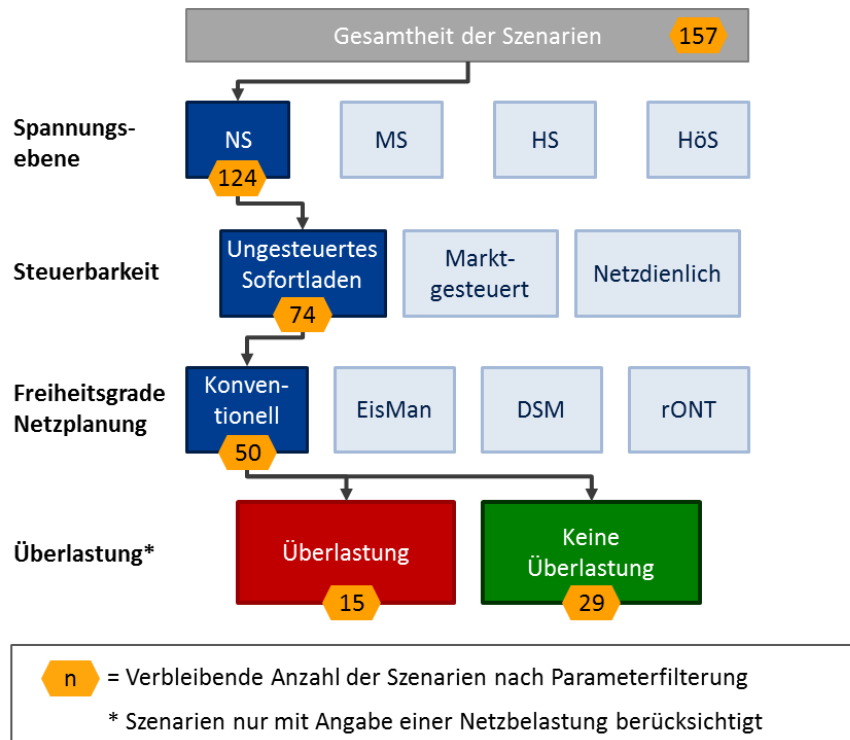 Gesamtheit der Szenarien 157
Spannungs-
ebene
NS
MS
HS
HöS
124
Steuerbarkeit
Ungesteuertes
Sofortladen
Markt-
gesteuert
Netzdienlich
74
Freiheitsgrade
Netzplanung
Konven-
tionell
EisMan
DSM
rONT
50
Überlastung*
Überlastung
Keine
Überlastung
15
29
n = Verbleibende Anzahl der Szenarien nach Parameterfilterung
* Szenarien nur mit Angabe einer Netzbelastung berücksichtigt